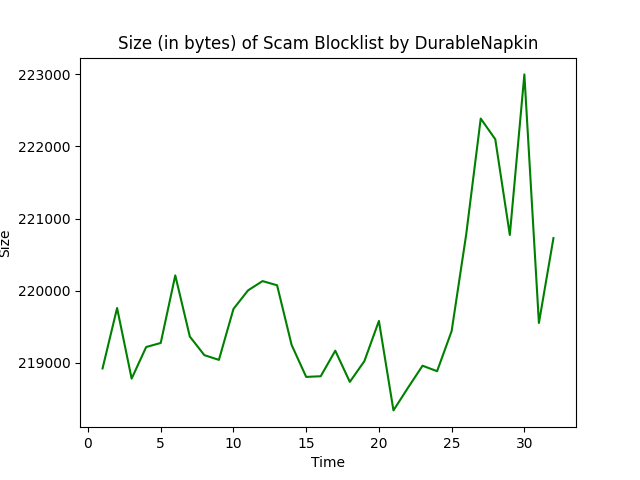 Size (in bytes) of Scam Blocklist by DurableNapkin
223000
222000
221000
220000
219000
Size
0 5 10 15 20 25 30
Time